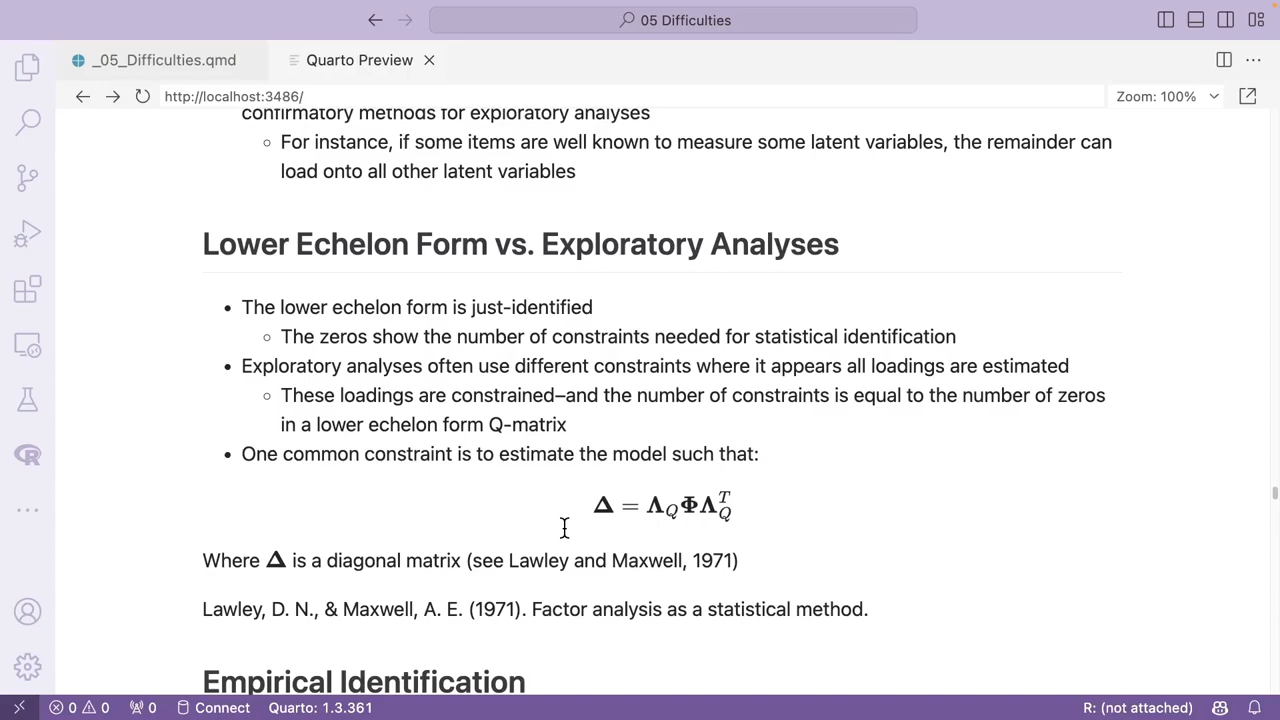 05 Difficulties
_05_Difficulties.qmd
Quarto Preview
http://localhost:3486/
Zoom: 100%
confirmatory methods for exploratory analyses
For instance, if some items are well known to measure some latent variables, the remainder can
load onto all other latent variables
Lower Echelon Form vs. Exploratory Analyses
• The lower echelon form is just-identified
◦ The zeros show the number of constraints needed for statistical identification
• Exploratory analyses often use different constraints where it appears all loadings are estimated
◦ These loadings are constrained–and the number of constraints is equal to the number of zeros
in a lower echelon form Q-matrix
• One common constraint is to estimate the model such that:
Δ = Λ_Q Φ Λ_Q^T
Where Δ is a diagonal matrix (see Lawley and Maxwell, 1971)
Lawley, D. N., & Maxwell, A. E. (1971). Factor analysis as a statistical method.
Empirical Identification
0 0 0 Connect Quarto: 1.3.361 R: (not attached)